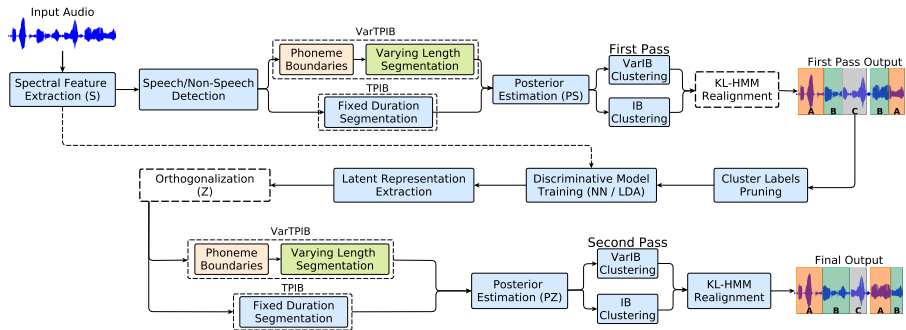 Input Audio
Spectral Feature
Extraction (S)
Speech/Non-Speech
Detection
VarTPIB
Phoneme
Boundaries
Varying Length
Segmentation
TPIB
Fixed Duration
Segmentation
Posterior
Estimation (PS)
First Pass
VarIB
Clustering
IB
Clustering
KL-HMM
Realignment
First Pass Output
A B C B A
Orthogonalization
(Z)
Latent Representation
Extraction
Discriminative Model
Training (NN / LDA)
Cluster Labels
Pruning
VarTPIB
Phoneme
Boundaries
Varying Length
Segmentation
TPIB
Fixed Duration
Segmentation
Posterior
Estimation (PZ)
Second Pass
VarIB
Clustering
IB
Clustering
KL-HMM
Realignment
Final Output
A B C A B